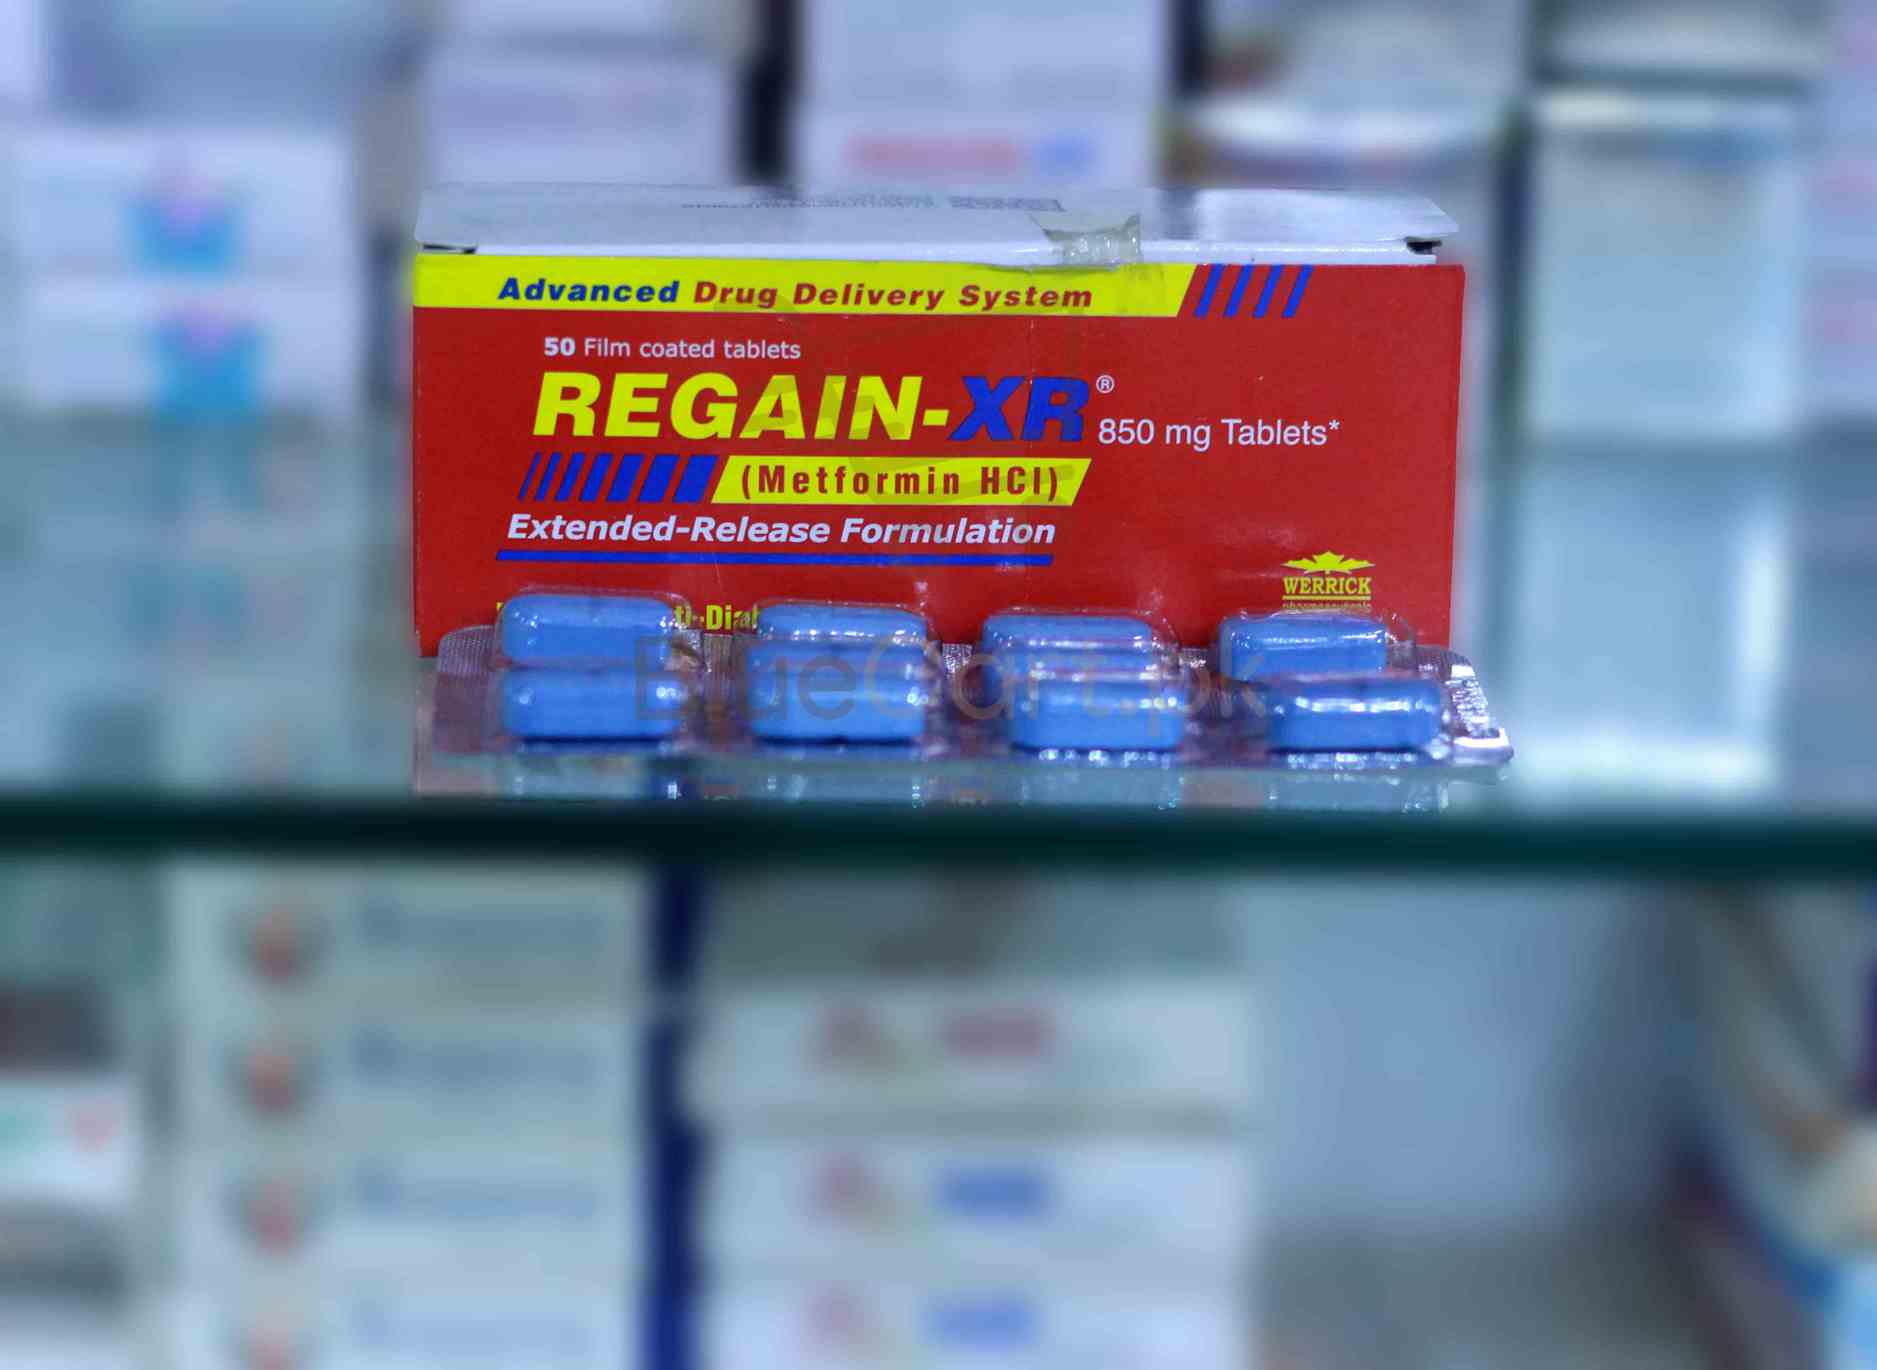 Advanced Drug Delivery System
50 Film coated tablets
REGAIN-XR®
850 mg Tablets*
(Metformin HCl)
Extended-Release Formulation
WERRICK
pharmaceuticals
BlueCart.pk